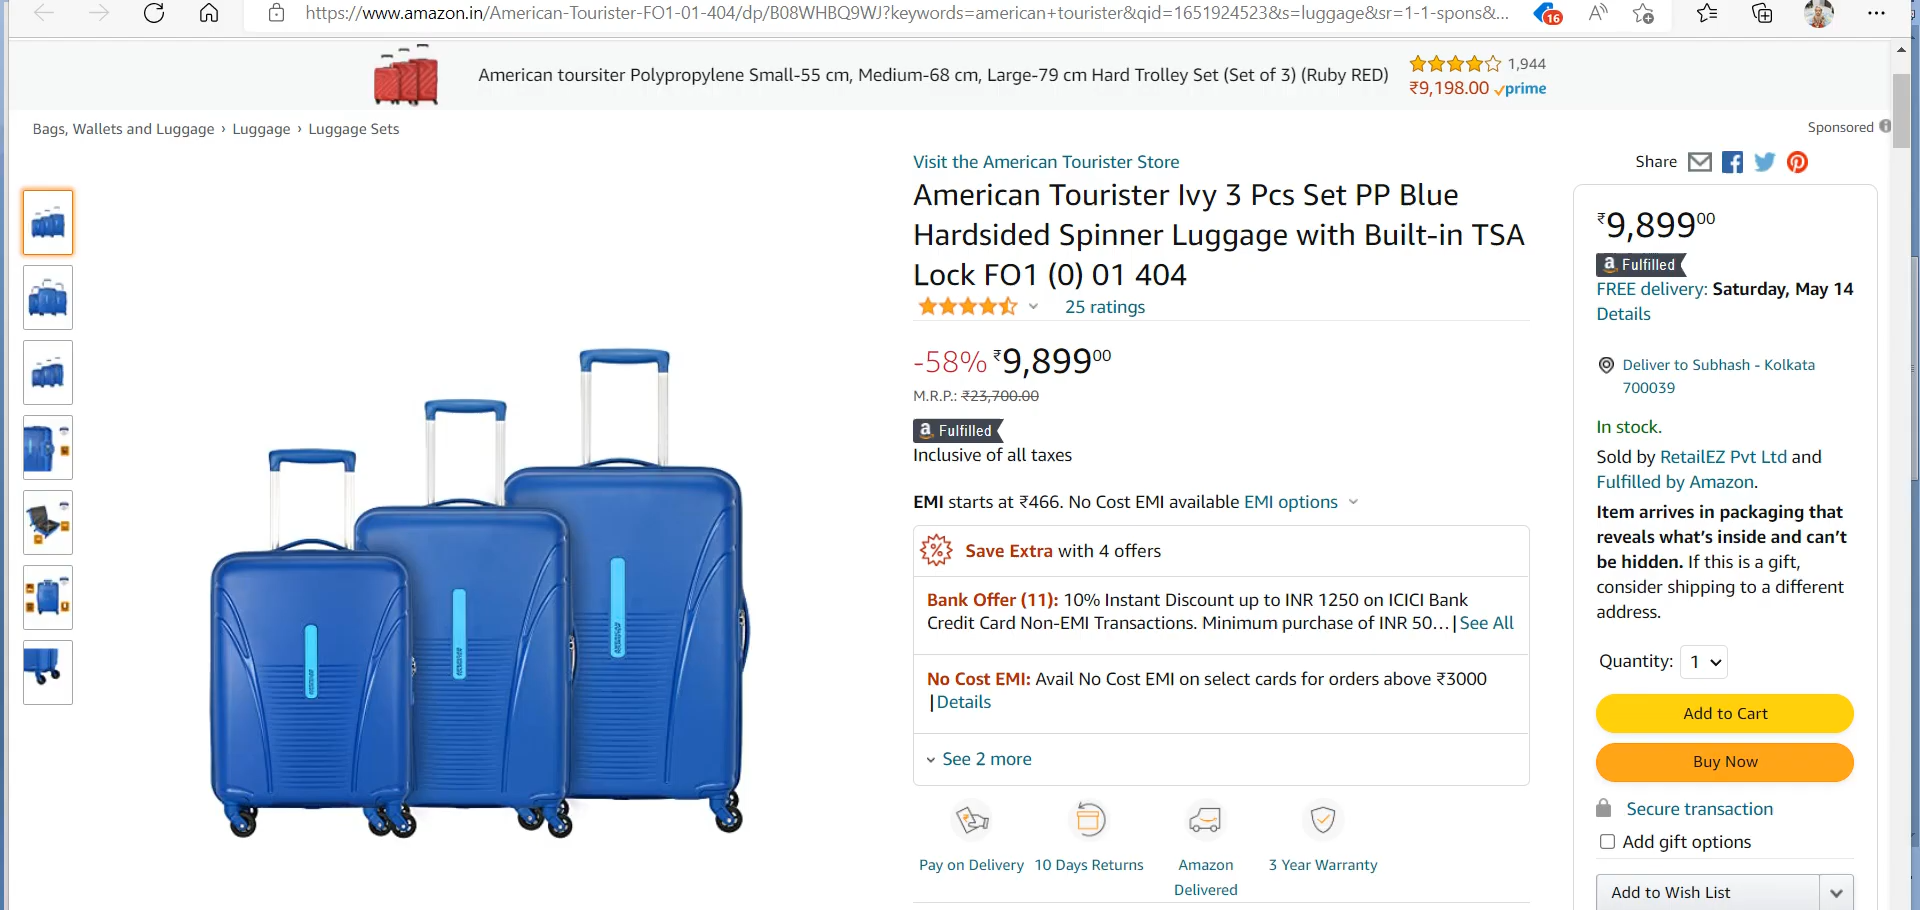 https://www.amazon.in/American-Tourister-FO1-01-404/dp/B08WHBQ9WJ?keywords=american+tourister&qid=1651924523&s=luggage&sr=1-1-spons&...
16
American toursiter Polypropylene Small-55 cm, Medium-68 cm, Large-79 cm Hard Trolley Set (Set of 3) (Ruby RED)
1,944
₹9,198.00 prime
Bags, Wallets and Luggage › Luggage › Luggage Sets
Sponsored
Visit the American Tourister Store
American Tourister Ivy 3 Pcs Set PP Blue
Hardsided Spinner Luggage with Built-in TSA
Lock FO1 (0) 01 404
25 ratings
-58% ₹9,89900
M.R.P.: ₹23,700.00
a Fulfilled
Inclusive of all taxes
EMI starts at ₹466. No Cost EMI available EMI options
Save Extra with 4 offers
Bank Offer (11): 10% Instant Discount up to INR 1250 on ICICI Bank
Credit Card Non-EMI Transactions. Minimum purchase of INR 50... | See All
No Cost EMI: Avail No Cost EMI on select cards for orders above ₹3000
| Details
See 2 more
Pay on Delivery
10 Days Returns
Amazon
Delivered
3 Year Warranty
Share
₹9,89900
a Fulfilled
FREE delivery: Saturday, May 14
Details
Deliver to Subhash - Kolkata
700039
In stock.
Sold by RetailEZ Pvt Ltd and
Fulfilled by Amazon.
Item arrives in packaging that
reveals what's inside and can't
be hidden. If this is a gift,
consider shipping to a different
address.
Quantity: 1
Add to Cart
Buy Now
Secure transaction
Add gift options
Add to Wish List